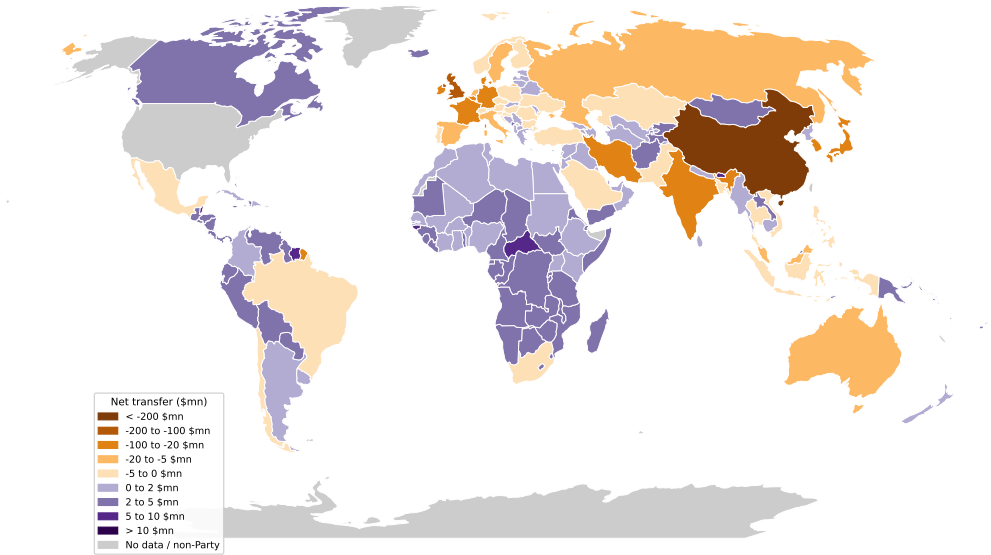 Net transfer ($mn)
< -200 $mn
-200 to -100 $mn
-100 to -20 $mn
-20 to -5 $mn
-5 to 0 $mn
0 to 2 $mn
2 to 5 $mn
5 to 10 $mn
> 10 $mn
No data / non-Party